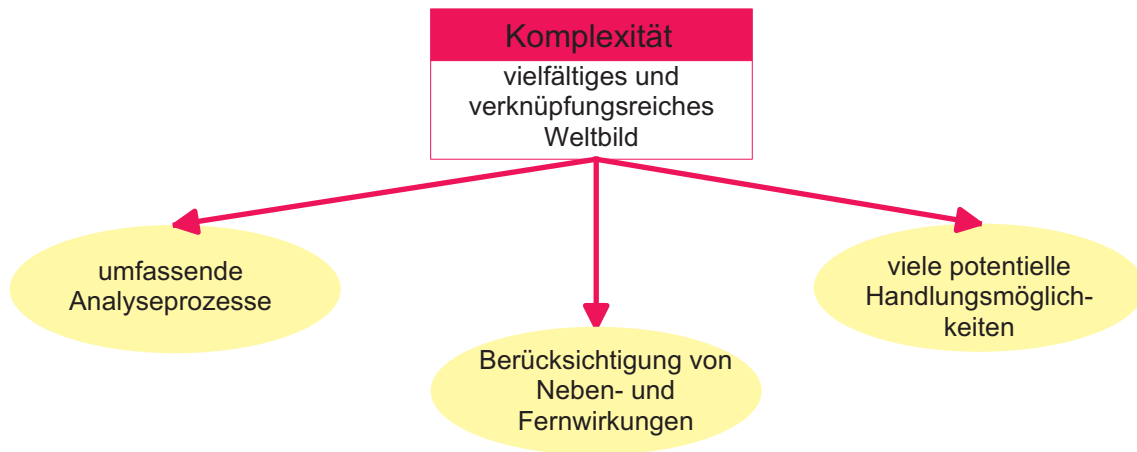 Komplexität
vielfältiges und
verknüpfungsreiches
Weltbild
umfassende
Analyseprozesse
Berücksichtigung von
Neben- und
Fernwirkungen
viele potentielle
Handlungsmöglich-
keiten